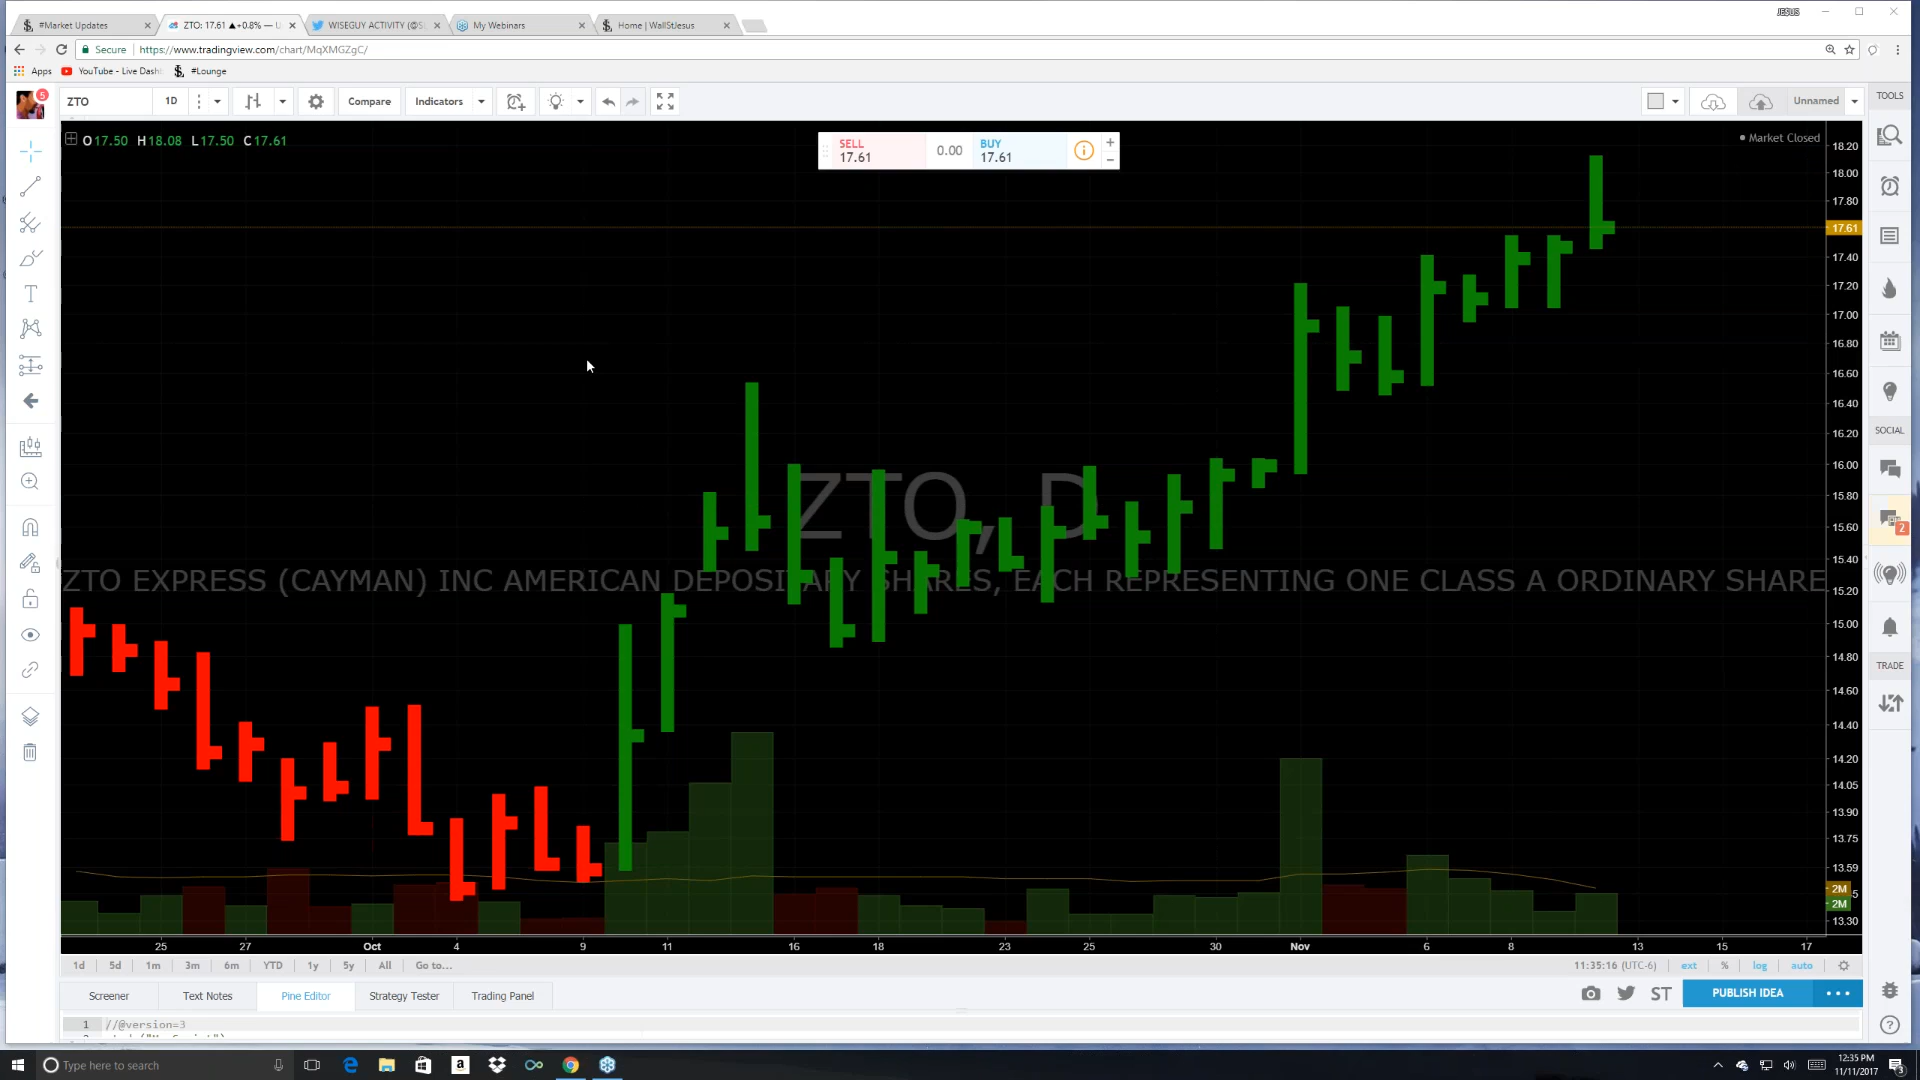 JESUS
#Market Updates
ZTO: 17.61 ▲+0.8% — U
WISEGUY ACTIVITY (@S
My Webinars
Home | WallStJesus
Secure https://www.tradingview.com/chart/MqXMGZgC/
Apps YouTube - Live Dash #Lounge
5
ZTO 1D Compare Indicators Unnamed TOOLS
O17.50 H18.08 L17.50 C17.61
SELL 17.61
0.00
BUY 17.61
Market Closed
18.20
18.00
17.80
17.61
17.40
17.20
17.00
16.80
16.60
16.40
16.20
16.00
15.80
15.60
15.40
15.20
15.00
14.80
14.60
14.40
14.20
14.05
13.90
13.75
13.59
2M
2M
13.30
ZTO, D
ZTO EXPRESS (CAYMAN) INC AMERICAN DEPOSITARY SHARES, EACH REPRESENTING ONE CLASS A ORDINARY SHARE
SOCIAL
2
TRADE
25 27 Oct 4 9 11 16 18 23 25 30 Nov 6 8 13 15 17
1d 5d 1m 3m 6m YTD 1y 5y All Go to...
11:35:16 (UTC-6) ext % log auto
Screener Text Notes Pine Editor Strategy Tester Trading Panel
ST PUBLISH IDEA
1 //@version=3
Type here to search
12:35 PM
11/11/2017
3